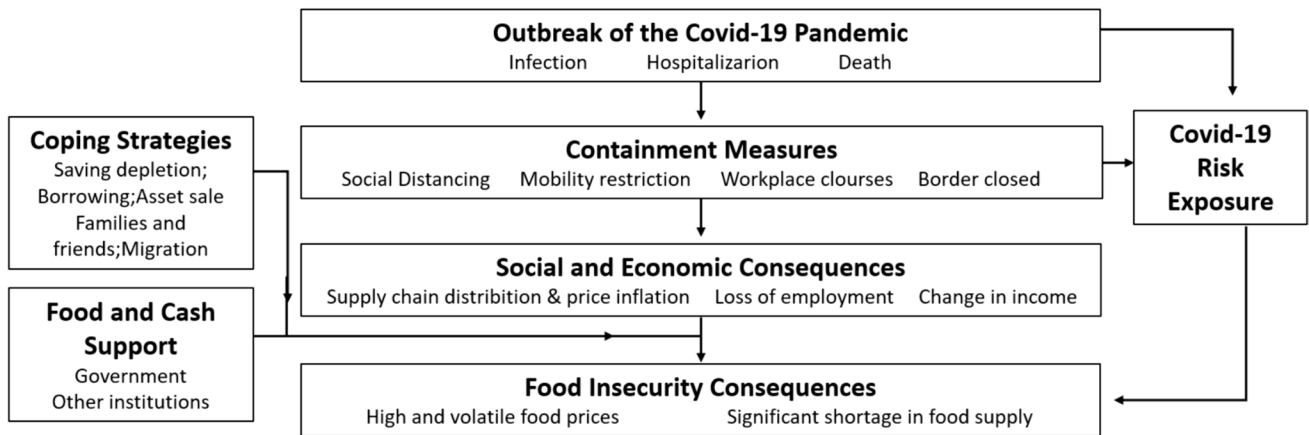 Outbreak of the Covid-19 Pandemic
Infection Hospitalizarion Death
Coping Strategies
Saving depletion;
Borrowing;Asset sale
Families and
friends;Migration
Containment Measures
Social Distancing Mobility restriction Workplace clourses Border closed
Covid-19
Risk
Exposure
Social and Economic Consequences
Supply chain distribition & price inflation Loss of employment Change in income
Food and Cash
Support
Government
Other institutions
Food Insecurity Consequences
High and volatile food prices Significant shortage in food supply